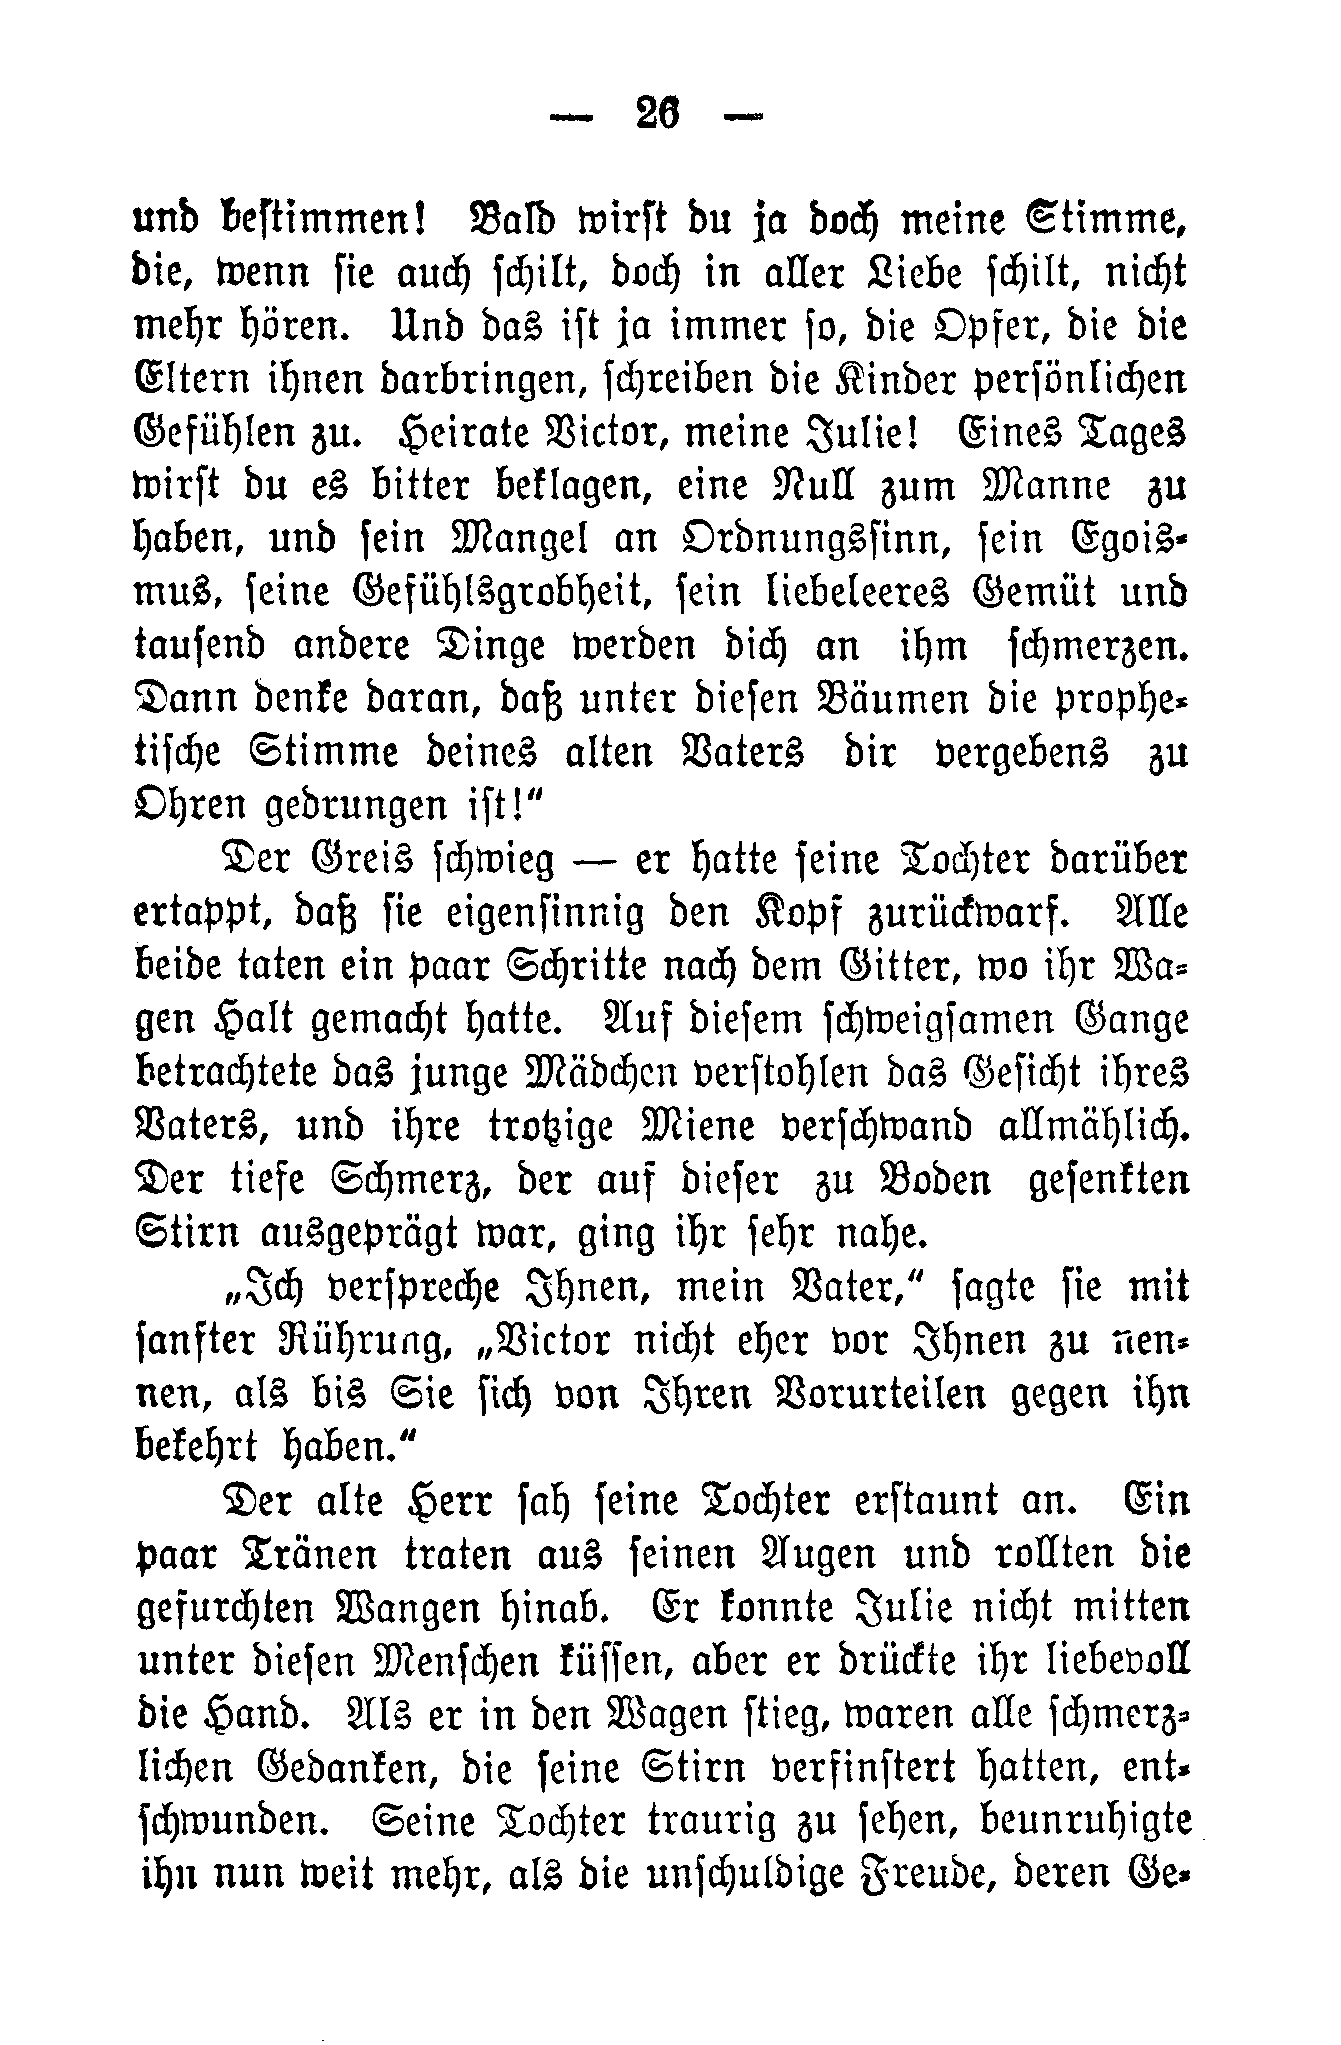 — 26 —
und bestimmen! Bald wirst du ja doch meine Stimme,
die, wenn sie auch schilt, doch in aller Liebe schilt, nicht
mehr hören. Und das ist ja immer so, die Opfer, die die
Eltern ihnen darbringen, schreiben die Kinder persönlichen
Gefühlen zu. Heirate Victor, meine Julie! Eines Tages
wirst du es bitter beklagen, eine Null zum Manne zu
haben, und sein Mangel an Ordnungssinn, sein Egois-
mus, seine Gefühlsgrobheit, sein liebeleeres Gemüt und
tausend andere Dinge werden dich an ihm schmerzen.
Dann denke daran, daß unter diesen Bäumen die prophe-
tische Stimme deines alten Vaters dir vergebens zu
Ohren gedrungen ist!"
Der Greis schwieg — er hatte seine Tochter darüber
ertappt, daß sie eigensinnig den Kopf zurückwarf. Alle
beide taten ein paar Schritte nach dem Gitter, wo ihr Wa-
gen Halt gemacht hatte. Auf diesem schweigsamen Gange
betrachtete das junge Mädchen verstohlen das Gesicht ihres
Vaters, und ihre trotzige Miene verschwand allmählich.
Der tiefe Schmerz, der auf dieser zu Boden gesenkten
Stirn ausgeprägt war, ging ihr sehr nahe.
„Ich verspreche Ihnen, mein Vater,“ sagte sie mit
sanfter Rührung, „Victor nicht eher vor Ihnen zu nen-
nen, als bis Sie sich von Ihren Vorurteilen gegen ihn
bekehrt haben.“
Der alte Herr sah seine Tochter erstaunt an. Ein
paar Tränen traten aus seinen Augen und rollten die
gefurchten Wangen hinab. Er konnte Julie nicht mitten
unter diesen Menschen küssen, aber er drückte ihr liebevoll
die Hand. Als er in den Wagen stieg, waren alle schmerz-
lichen Gedanken, die seine Stirn verfinstert hatten, ent-
schwunden. Seine Tochter traurig zu sehen, beunruhigte
ihn nun weit mehr, als die unschuldige Freude, deren Ge-